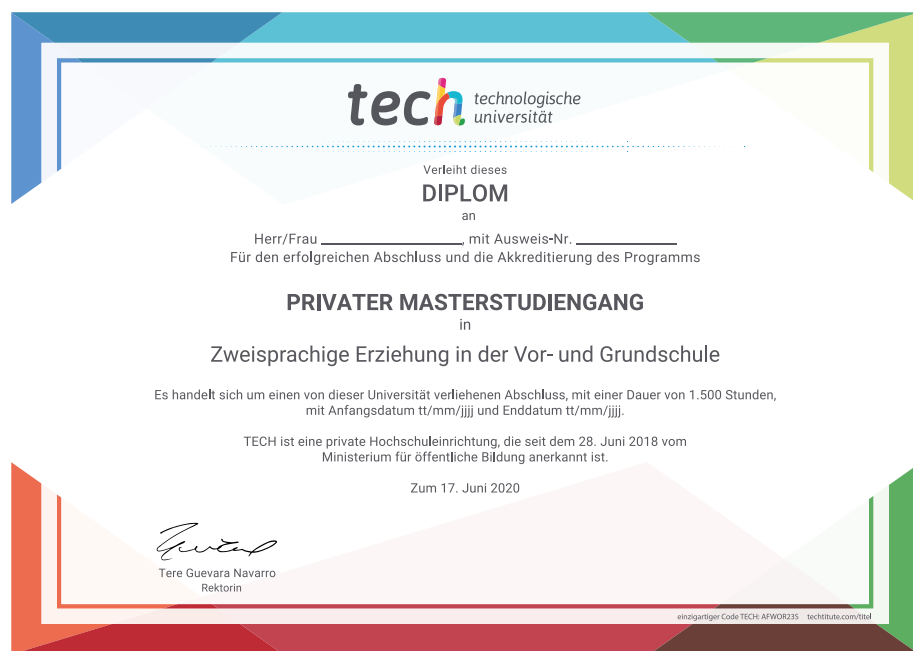 tech technologische
universität
Verleiht dieses
DIPLOM
an
Herr/Frau ____________, mit Ausweis-Nr. ____________
Für den erfolgreichen Abschluss und die Akkreditierung des Programms
PRIVATER MASTERSTUDIENGANG
in
Zweisprachige Erziehung in der Vor- und Grundschule
Es handelt sich um einen von dieser Universität verliehenen Abschluss, mit einer Dauer von 1.500 Stunden,
mit Anfangsdatum tt/mm/jjjj und Enddatum tt/mm/jjjj.
TECH ist eine private Hochschuleinrichtung, die seit dem 28. Juni 2018 vom
Ministerium für öffentliche Bildung anerkannt ist.
Zum 17. Juni 2020
Tere Guevara Navarro
Rektorin
einzigartiger Code TECH: AFWOR23S techtitute.com/titel